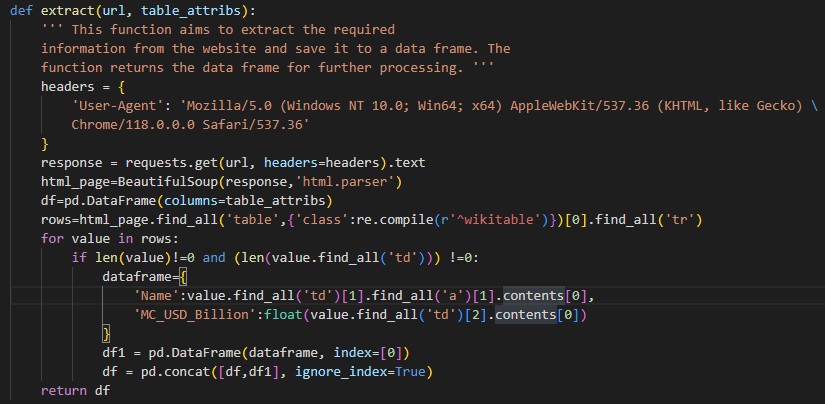 def extract(url, table_attribs):
    ''' This function aims to extract the required
    information from the website and save it to a data frame. The
    function returns the data frame for further processing. '''
    headers = {
        'User-Agent': 'Mozilla/5.0 (Windows NT 10.0; Win64; x64) AppleWebKit/537.36 (KHTML, like Gecko) \
        Chrome/118.0.0.0 Safari/537.36'
    }
    response = requests.get(url, headers=headers).text
    html_page=BeautifulSoup(response,'html.parser')
    df=pd.DataFrame(columns=table_attribs)
    rows=html_page.find_all('table',{'class':re.compile(r'^wikitable')})[0].find_all('tr')
    for value in rows:
        if len(value)!=0 and (len(value.find_all('td'))) !=0:
            dataframe={
                'Name':value.find_all('td')[1].find_all('a')[1].contents[0],
                'MC_USD_Billion':float(value.find_all('td')[2].contents[0])
            }
            df1 = pd.DataFrame(dataframe, index=[0])
            df = pd.concat([df,df1], ignore_index=True)
    return df